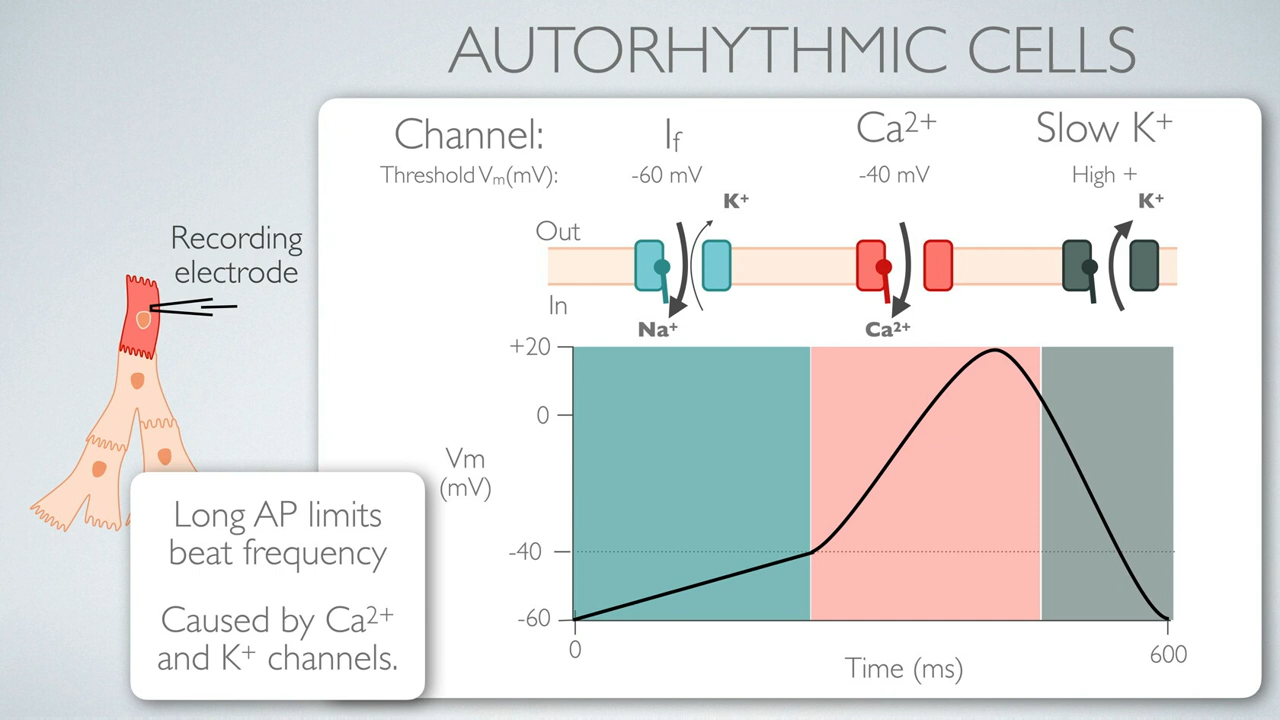 AUTORHYTHMIC CELLS
Channel: I_f Ca²⁺ Slow K⁺
Threshold Vₘ(mV): -60 mV -40 mV High +
K⁺ K⁺
Out
In
Na⁺ Ca²⁺
Recording
electrode
+20
0
Vm
(mV)
-40
-60
0 600
Time (ms)
Long AP limits
beat frequency
Caused by Ca²⁺
and K⁺ channels.